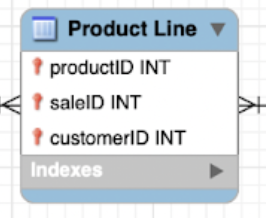 Product Line
productID INT
saleID INT
customerID INT
Indexes